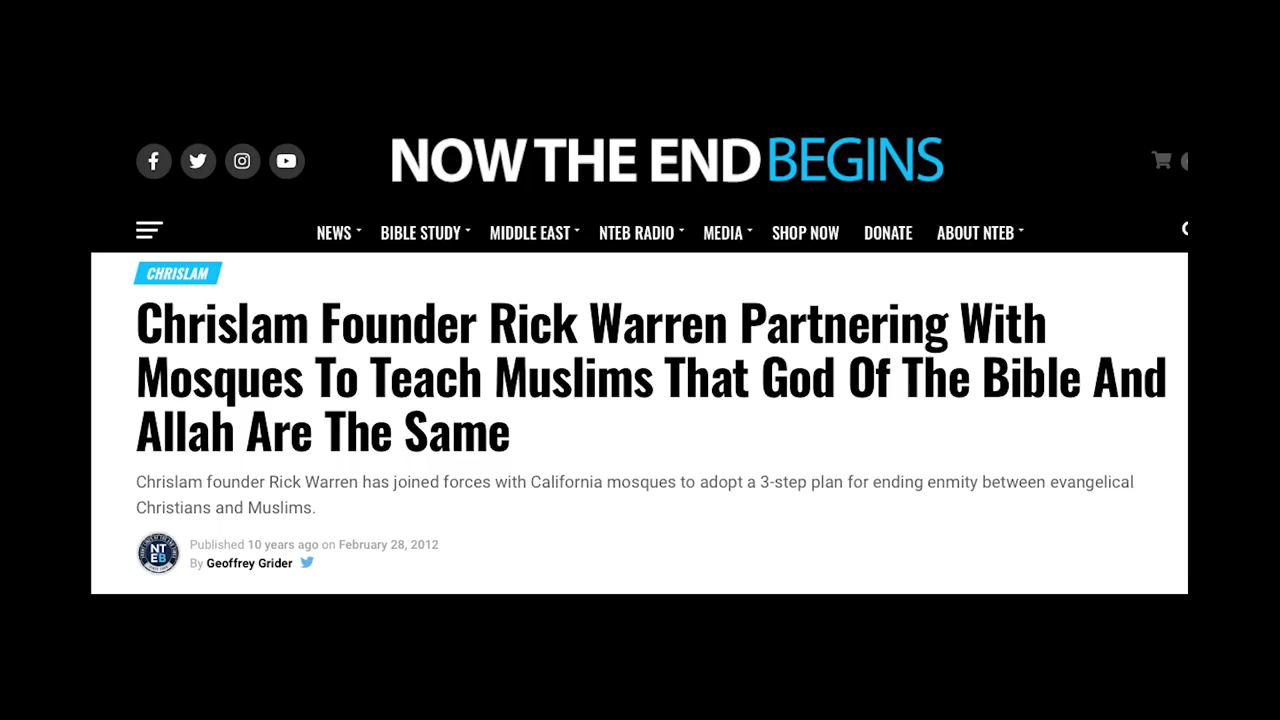 NOW THE END BEGINS
NEWS BIBLE STUDY MIDDLE EAST NTEB RADIO MEDIA SHOP NOW DONATE ABOUT NTEB
CHRISLAM
Chrislam Founder Rick Warren Partnering With
Mosques To Teach Muslims That God Of The Bible And
Allah Are The Same
Chrislam founder Rick Warren has joined forces with California mosques to adopt a 3-step plan for ending enmity between evangelical
Christians and Muslims.
NT
EB
Published 10 years ago on February 28, 2012
By Geoffrey Grider